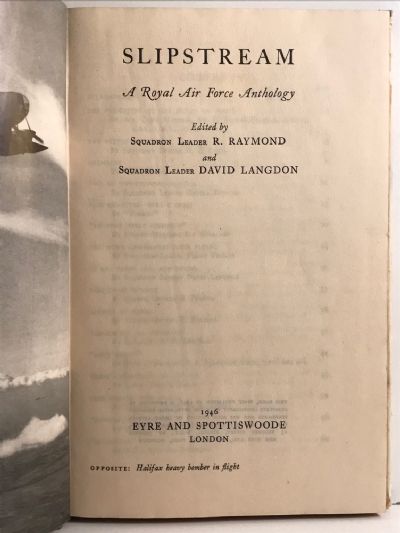 SLIPSTREAM
A Royal Air Force Anthology
Edited by
SQUADRON LEADER R. RAYMOND
and
SQUADRON LEADER DAVID LANGDON
1946
EYRE AND SPOTTISWOODE
LONDON
OPPOSITE: Halifax heavy bomber in flight